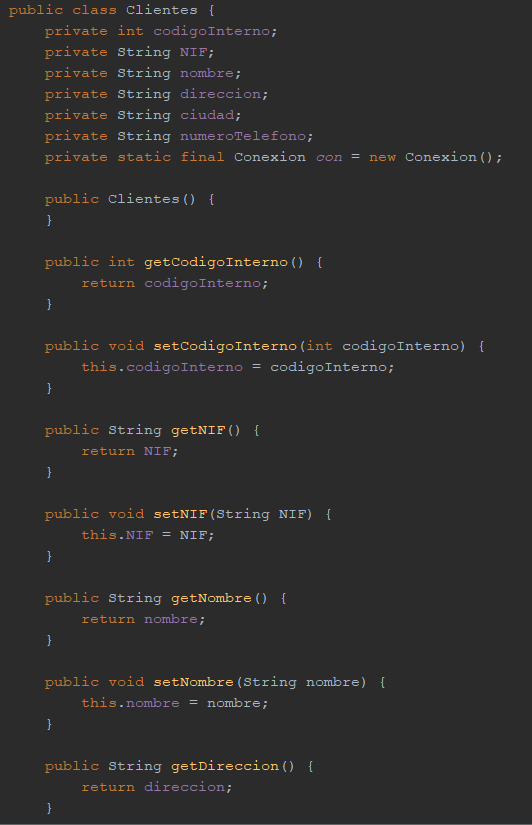 public class Clientes {
    private int codigoInterno;
    private String NIF;
    private String nombre;
    private String direccion;
    private String ciudad;
    private String numeroTelefono;
    private static final Conexion con = new Conexion();

    public Clientes() {
    }

    public int getCodigoInterno() {
        return codigoInterno;
    }

    public void setCodigoInterno(int codigoInterno) {
        this.codigoInterno = codigoInterno;
    }

    public String getNIF() {
        return NIF;
    }

    public void setNIF(String NIF) {
        this.NIF = NIF;
    }

    public String getNombre() {
        return nombre;
    }

    public void setNombre(String nombre) {
        this.nombre = nombre;
    }

    public String getDireccion() {
        return direccion;
    }